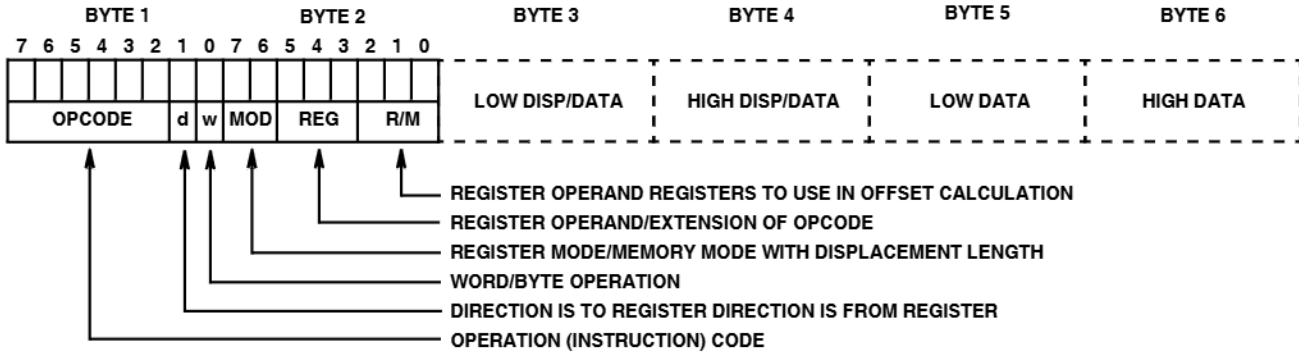 BYTE 1 BYTE 2 BYTE 3 BYTE 4 BYTE 5 BYTE 6
7 6 5 4 3 2 1 0 7 6 5 4 3 2 1 0
LOW DISP/DATA HIGH DISP/DATA LOW DATA HIGH DATA
OPCODE d w MOD REG R/M
REGISTER OPERAND REGISTERS TO USE IN OFFSET CALCULATION
REGISTER OPERAND/EXTENSION OF OPCODE
REGISTER MODE/MEMORY MODE WITH DISPLACEMENT LENGTH
WORD/BYTE OPERATION
DIRECTION IS TO REGISTER DIRECTION IS FROM REGISTER
OPERATION (INSTRUCTION) CODE